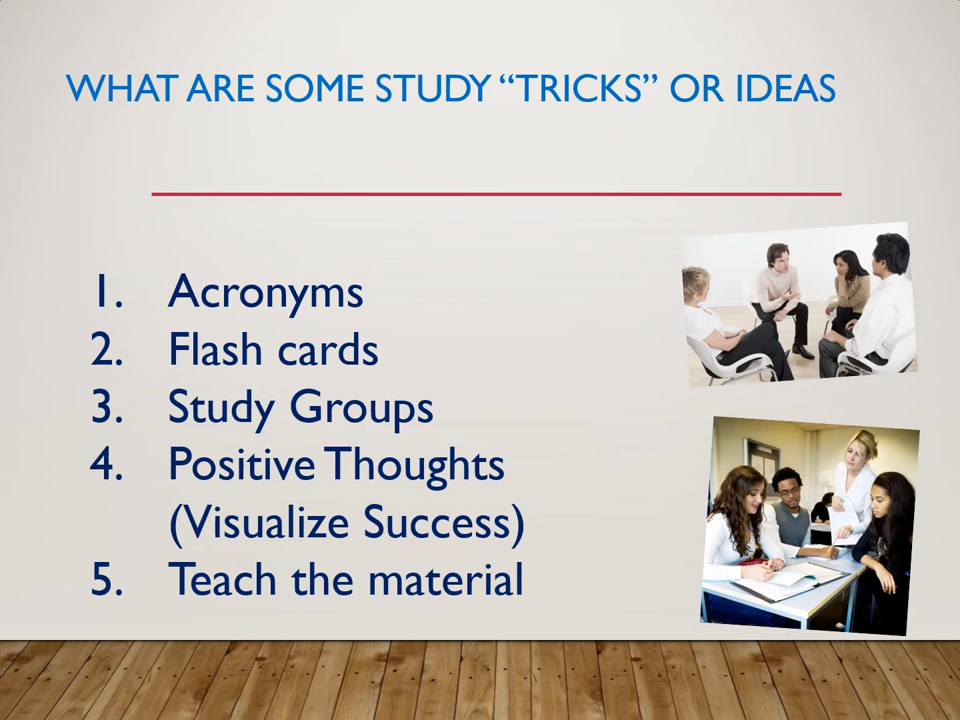 WHAT ARE SOME STUDY “TRICKS” OR IDEAS
1. Acronyms
2. Flash cards
3. Study Groups
4. Positive Thoughts
(Visualize Success)
5. Teach the material